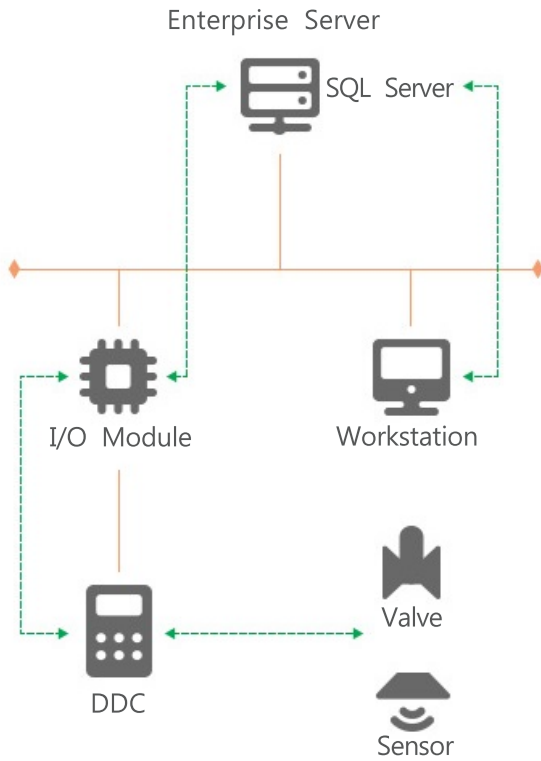 Enterprise Server
SQL Server
I/O Module
Workstation
Valve
DDC
Sensor